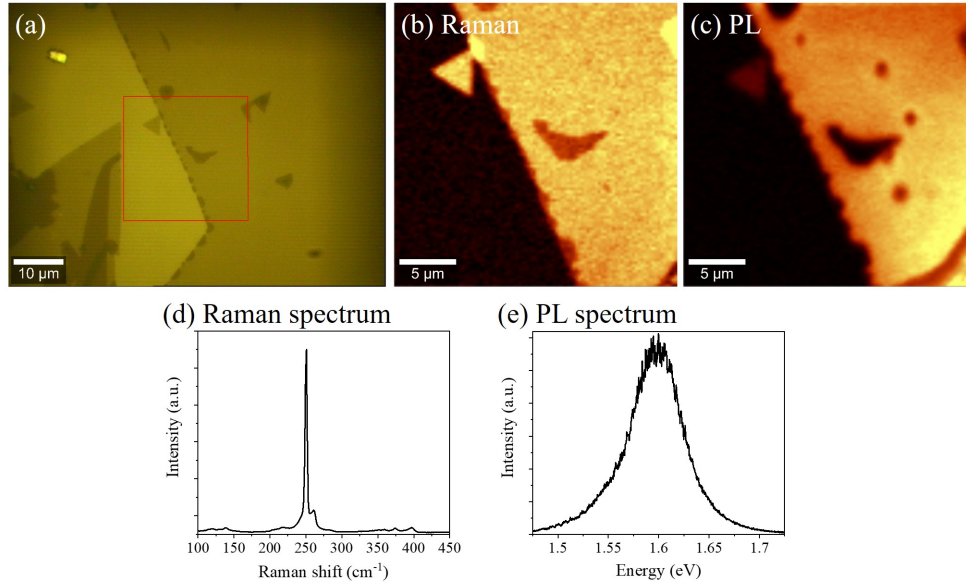 (a)
10 μm
(b) Raman
5 μm
(c) PL
5 μm
(d) Raman spectrum
Intensity (a.u.)
100 150 200 250 300 350 400 450
Raman shift (cm⁻¹)
(e) PL spectrum
Intensity (a.u.)
1.5 1.55 1.6 1.65 1.7
Energy (eV)